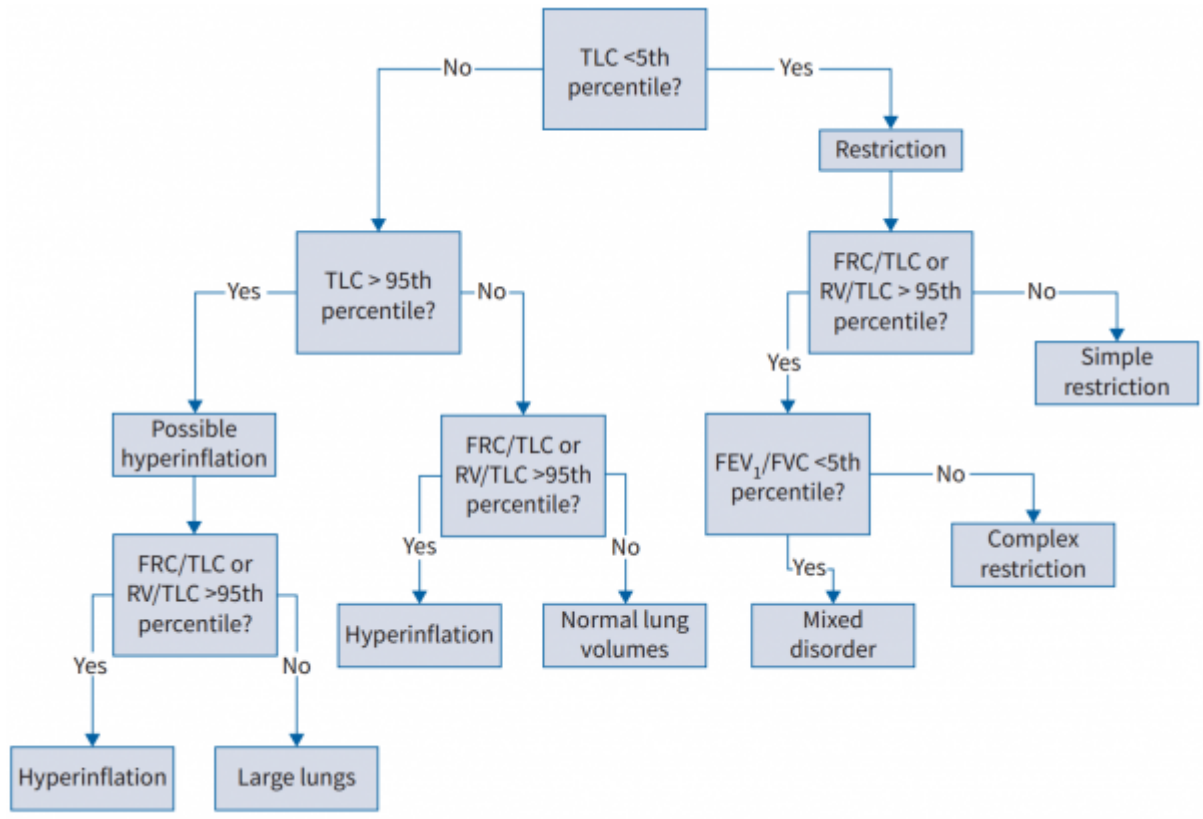 TLC <5th
percentile?
No
Yes
Restriction
TLC > 95th
percentile?
Yes
No
FRC/TLC or
RV/TLC > 95th
percentile?
Yes
No
Simple
restriction
Possible
hyperinflation
FRC/TLC or
RV/TLC >95th
percentile?
Yes
No
FEV₁/FVC <5th
percentile?
No
Yes
Complex
restriction
FRC/TLC or
RV/TLC >95th
percentile?
Yes
No
Hyperinflation
Normal lung
volumes
Mixed
disorder
Hyperinflation
Large lungs